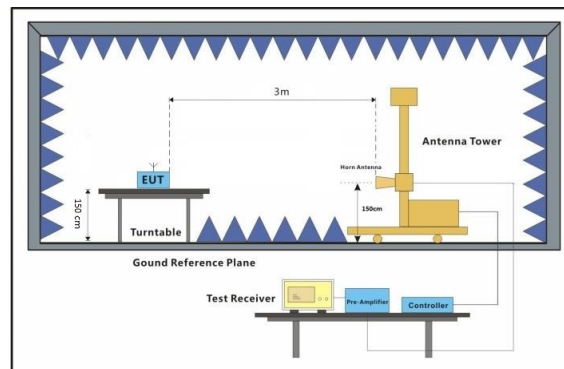 3m
Antenna Tower
Horn Antenna
EUT
150 cm
150cm
Turntable
Gound Reference Plane
Test Receiver
Pre-Amplifier
Controller